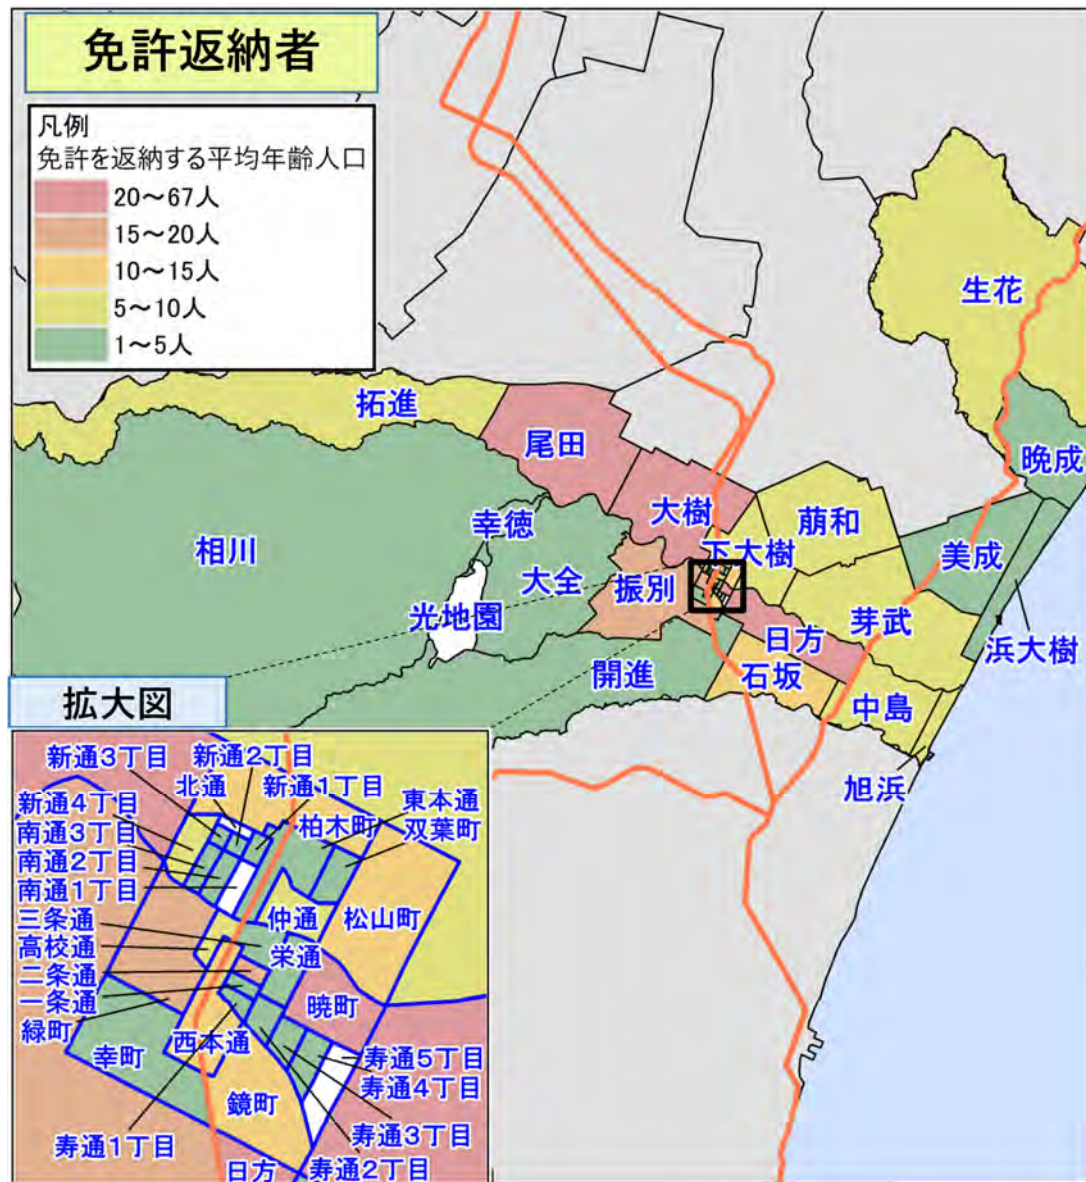 免許返納者
凡例
免許を返納する平均年齢人口
20～67人
15～20人
10～15人
5～10人
1～5人
生花
拓進
尾田
晩成
大樹
萠和
幸徳
下大樹
相川
美成
大全
振別
光地園
芽武
日方
浜大樹
開進
石坂
中島
旭浜
拡大図
新通3丁目
新通2丁目
北通
新通1丁目
東本通
新通4丁目
柏木町
双葉町
南通3丁目
南通2丁目
南通1丁目
三条通
仲通
松山町
高校通
栄通
二条通
一条通
暁町
緑町
西本通
幸町
寿通5丁目
寿通4丁目
鏡町
寿通3丁目
寿通1丁目
寿通2丁目
日方